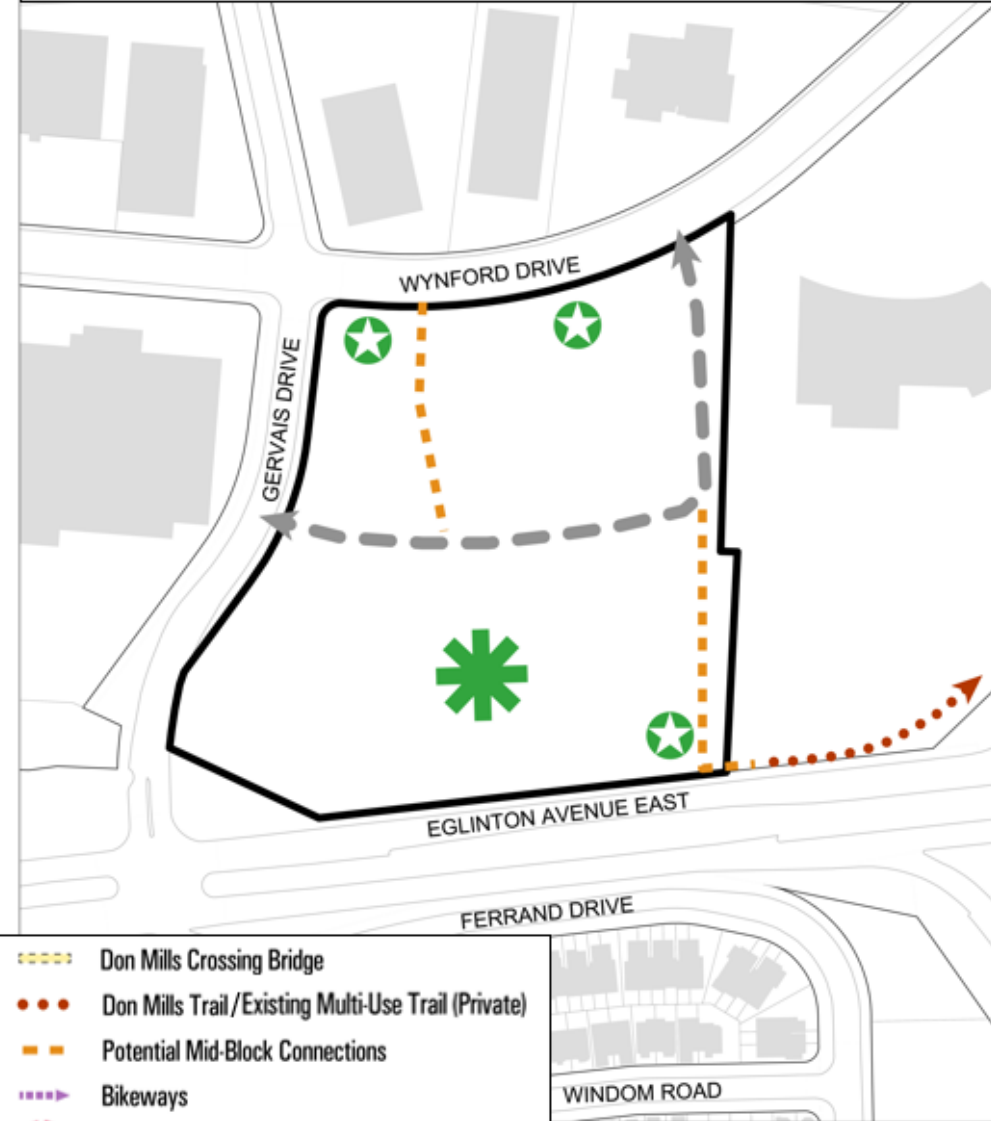 WYNFORD DRIVE
GERVAIS DRIVE
EGLINTON AVENUE EAST
FERRAND DRIVE
WINDOM ROAD
Don Mills Crossing Bridge
Don Mills Trail/Existing Multi-Use Trail (Private)
Potential Mid-Block Connections
Bikeways